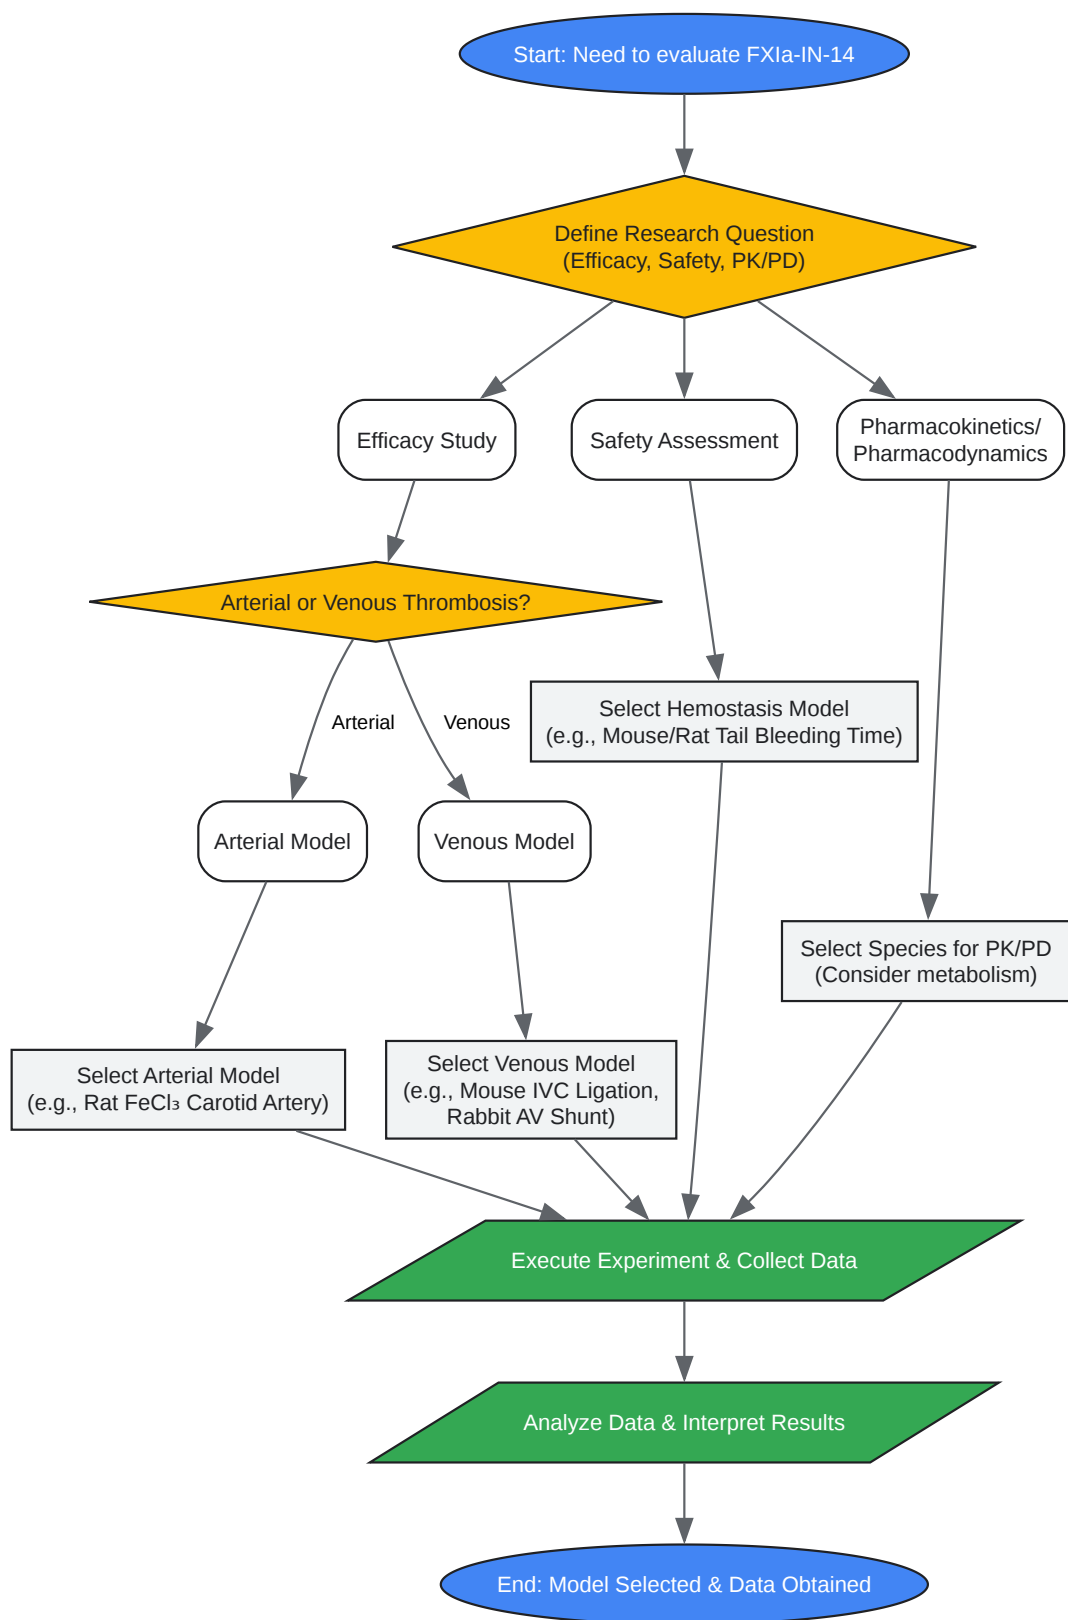 Start: Need to evaluate FXIa-IN-14
Define Research Question
(Efficacy, Safety, PK/PD)
Efficacy Study
Safety Assessment
Pharmacokinetics/
Pharmacodynamics
Arterial or Venous Thrombosis?
Arterial
Venous
Select Hemostasis Model
(e.g., Mouse/Rat Tail Bleeding Time)
Arterial Model
Venous Model
Select Species for PK/PD
(Consider metabolism)
Select Arterial Model
(e.g., Rat FeCl₃ Carotid Artery)
Select Venous Model
(e.g., Mouse IVC Ligation,
Rabbit AV Shunt)
Execute Experiment & Collect Data
Analyze Data & Interpret Results
End: Model Selected & Data Obtained